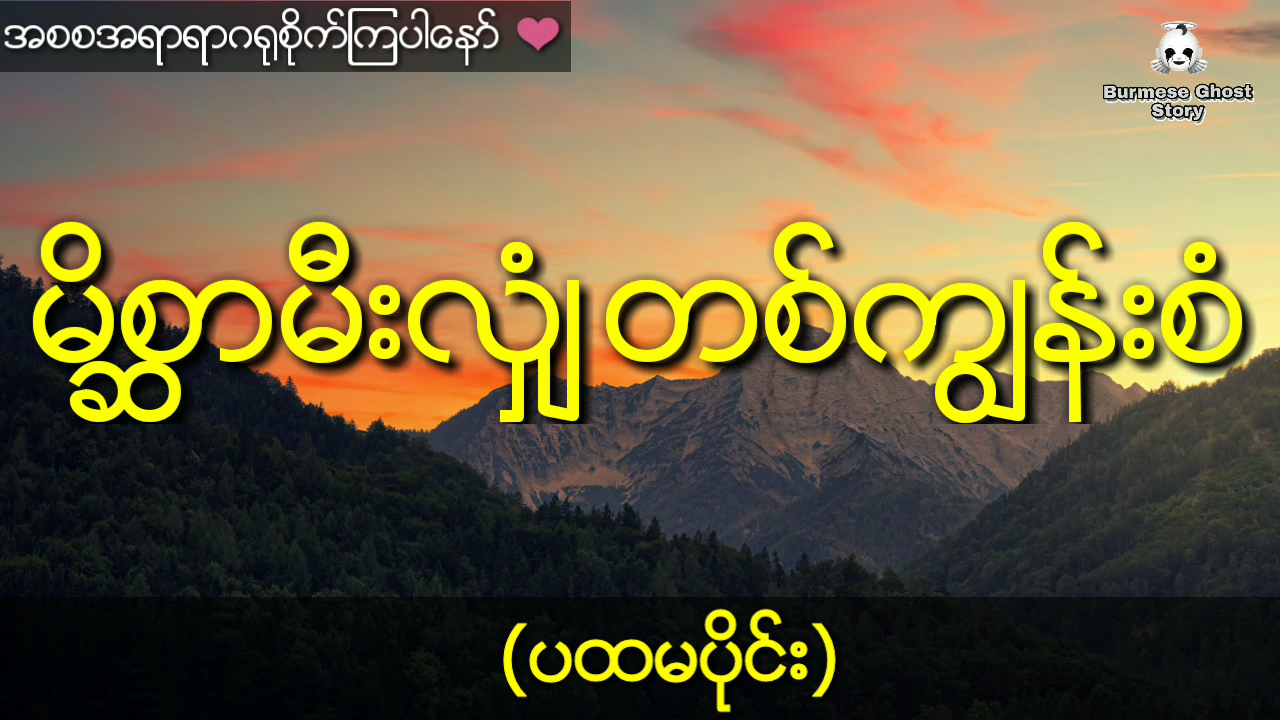 အစစအရာရာဂရုစိုက်ကြပါနော် ❤
Burmese Ghost
Story
မိစ္ဆာမီးလျှံတစ်ကျွန်းစံ
(ပထမပိုင်း)